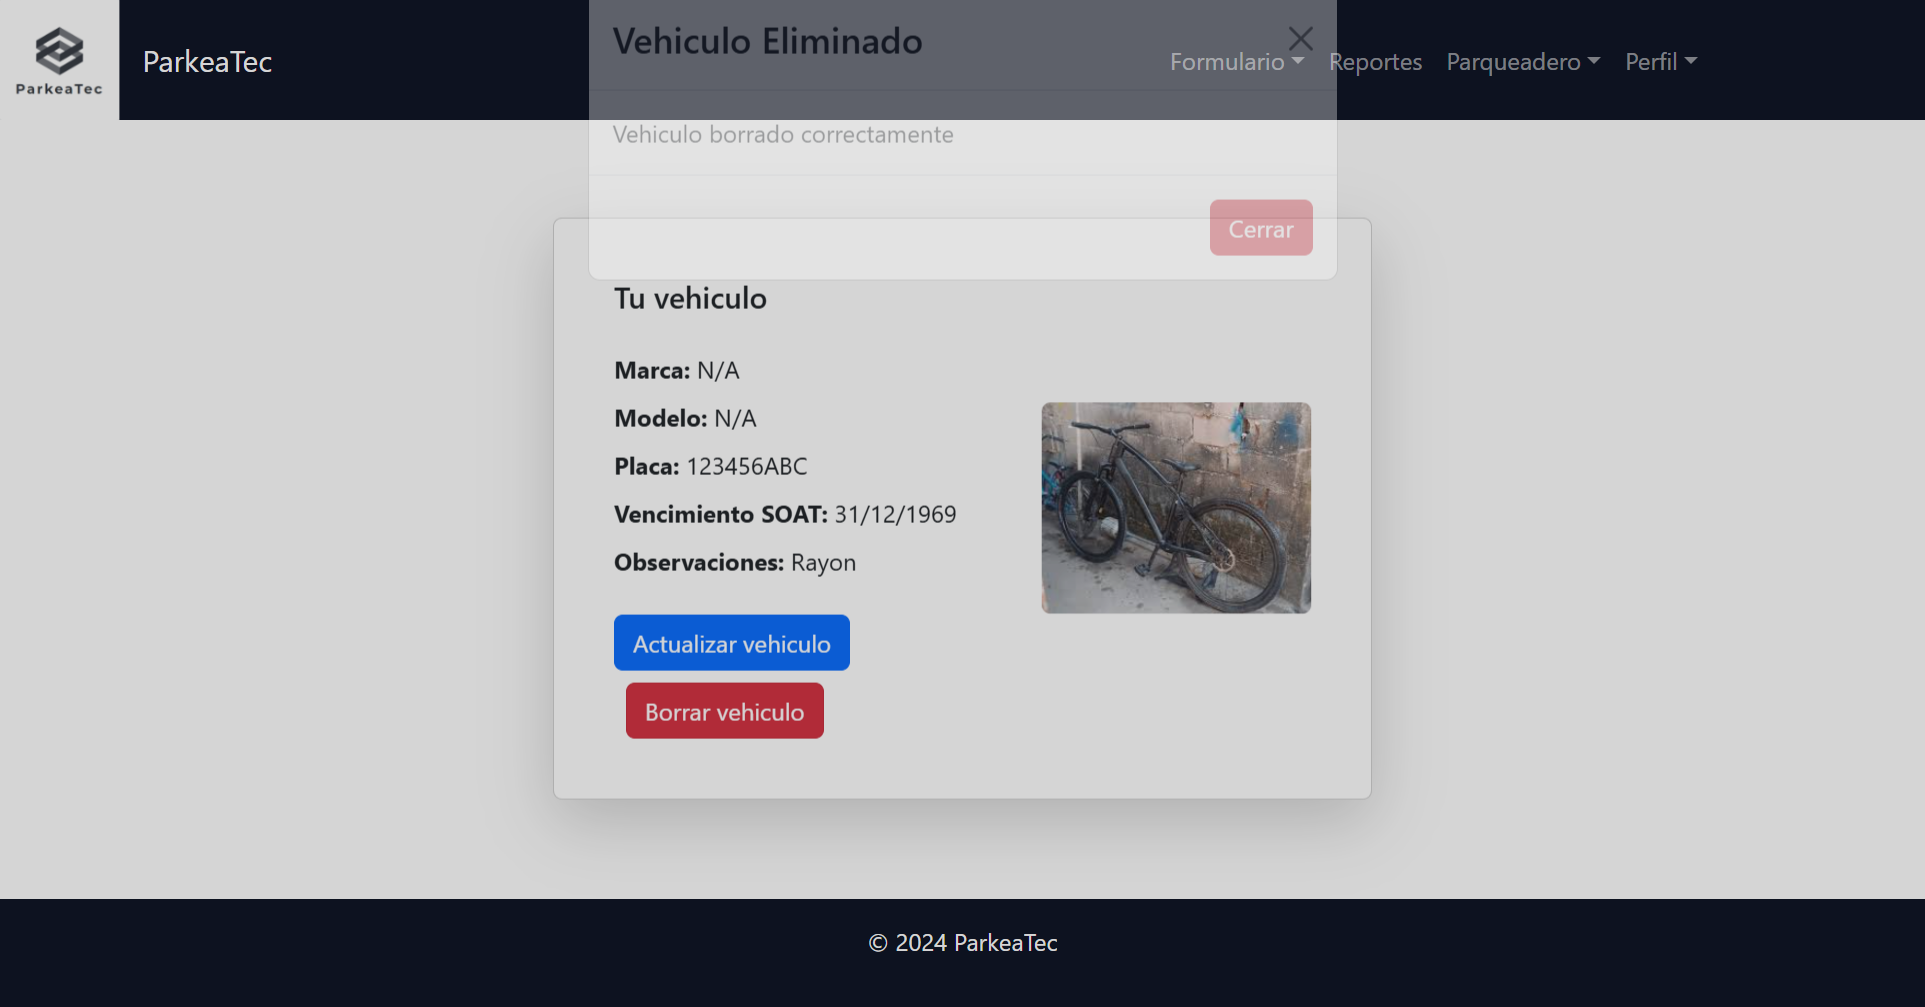 ParkeaTec
ParkeaTec
Formulario Reportes Parqueadero Perfil
Vehiculo Eliminado
Vehiculo borrado correctamente
Cerrar
Tu vehiculo
Marca: N/A
Modelo: N/A
Placa: 123456ABC
Vencimiento SOAT: 31/12/1969
Observaciones: Rayon
Actualizar vehiculo
Borrar vehiculo
© 2024 ParkeaTec